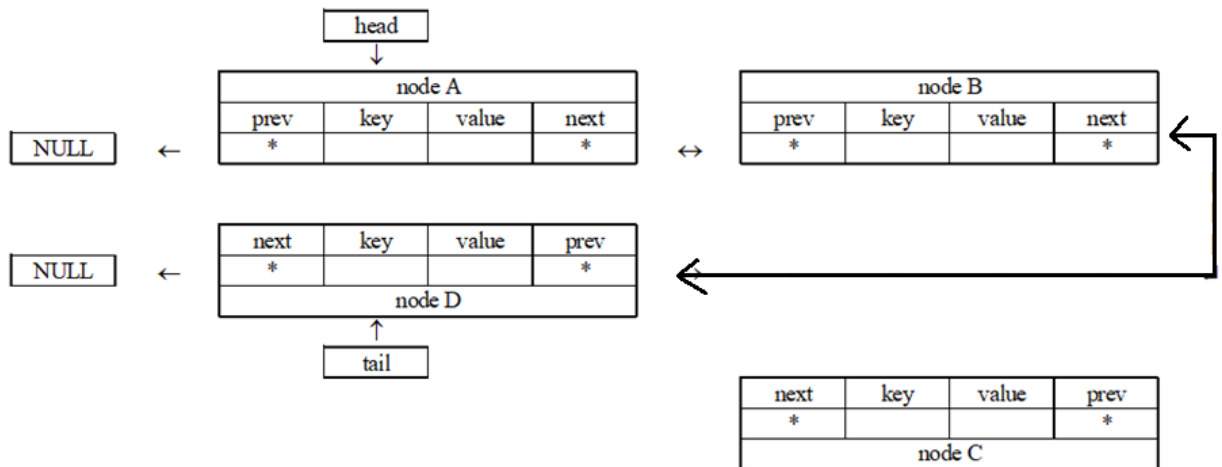 head
node A
node B
prev key value next
prev key value next
NULL ← * * ↔ * *
next key value prev
NULL ← * *
node D
tail
next key value prev
* *
node C